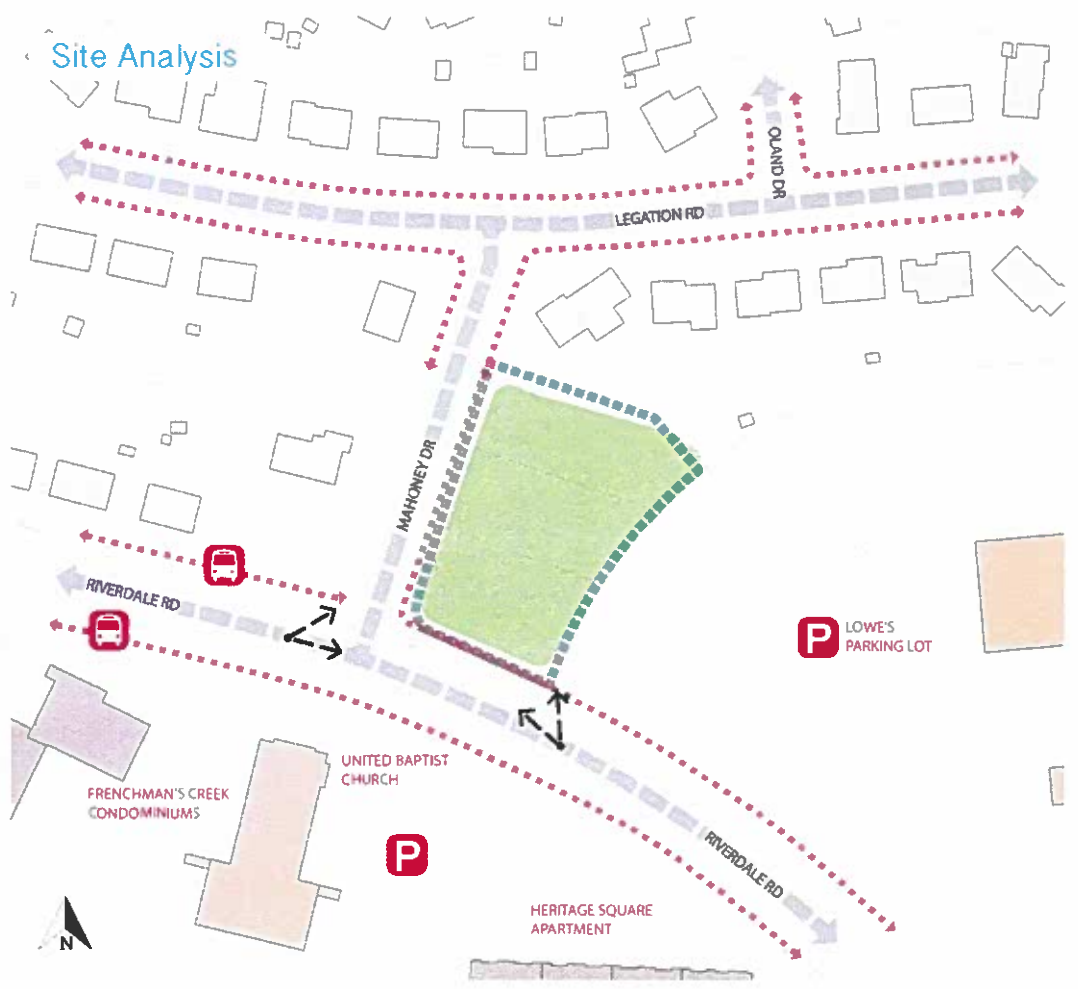 Site Analysis
OLAND DR
LEGATION RD
MAHONEY DR
RIVERDALE RD
P
LOWE'S
PARKING LOT
UNITED BAPTIST
CHURCH
FRENCHMAN'S CREEK
CONDOMINIUMS
P
RIVERDALE RD
HERITAGE SQUARE
APARTMENT
N